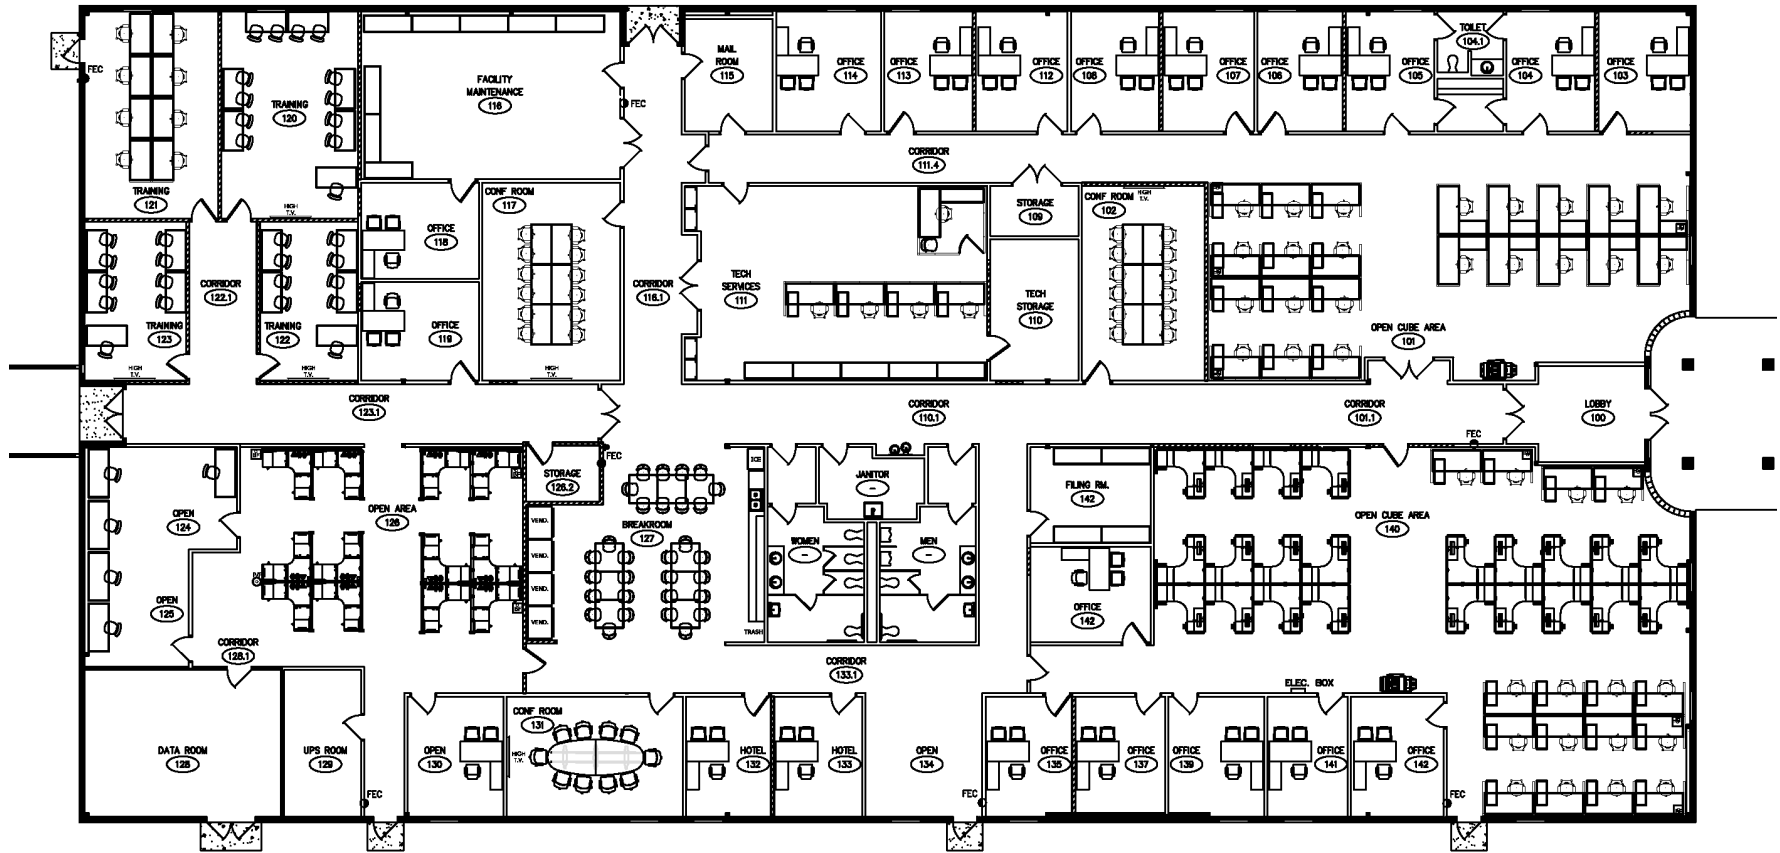 FEC
TRAINING
121
TRAINING
120
HIGH
T.V.
FACILITY
MAINTENANCE
116
FEC
MAIL
ROOM
115
OFFICE
114
OFFICE
113
OFFICE
112
OFFICE
108
OFFICE
107
OFFICE
106
OFFICE
105
TOILET
104.1
OFFICE
104
OFFICE
103
CORRIDOR
111.4
CORRIDOR
122.1
TRAINING
123
HIGH
T.V.
TRAINING
122
HIGH
T.V.
OFFICE
118
OFFICE
119
CONF ROOM
117
HIGH
T.V.
CORRIDOR
116.1
TECH
SERVICES
111
STORAGE
109
TECH
STORAGE
110
CONF ROOM
102
HIGH
T.V.
OPEN CUBE AREA
101
CORRIDOR
123.1
CORRIDOR
110.1
CORRIDOR
101.1
LOBBY
100
FEC
OPEN
124
OPEN
125
OPEN AREA
126
STORAGE
126.2
FEC
VEND.
VEND.
VEND.
VEND.
BREAKROOM
127
ICE
TRASH
JANITOR
-
WOMEN
-
MEN
-
FILING RM.
142
OFFICE
142
OPEN CUBE AREA
140
CORRIDOR
128.1
CORRIDOR
133.1
ELEC. BOX
DATA ROOM
128
UPS ROOM
129
FEC
OPEN
130
CONF ROOM
131
HIGH
T.V.
HOTEL
132
HOTEL
133
OPEN
134
FEC
OFFICE
135
OFFICE
137
OFFICE
139
OFFICE
141
OFFICE
142
FEC